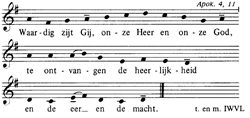 Apok. 4, 11
Waar-dig zijt Gij, on-ze Heer en on-ze God,
te ont-van-gen de heer-lijk-heid
en de eer en de macht. t. en m. IWVL